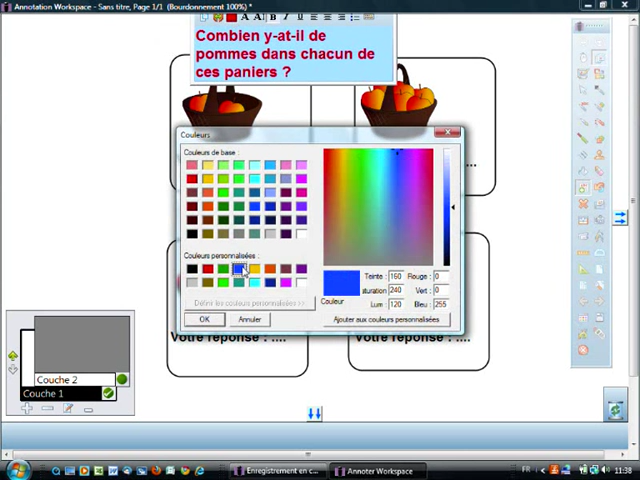 Annotation Workspace - Sans titre, Page 1/1 (Bourdonnement 100%) *
Combien y-at-il de
pommes dans chacun de
ces paniers ?
Couleurs
Couleurs de base :
Couleurs personnalisées :
Définir les couleurs personnalisées >>
OK
Annuler
Couleur
Teinte : 160
Rouge : 0
Saturation 240
Vert : 0
Lum : 120
Bleu : 255
Ajouter aux couleurs personnalisées
Votre réponse : ....
Votre réponse : ....
Couche 2
Couche 1
Enregistrement en c...
Annoter Workspace
FR
11:38